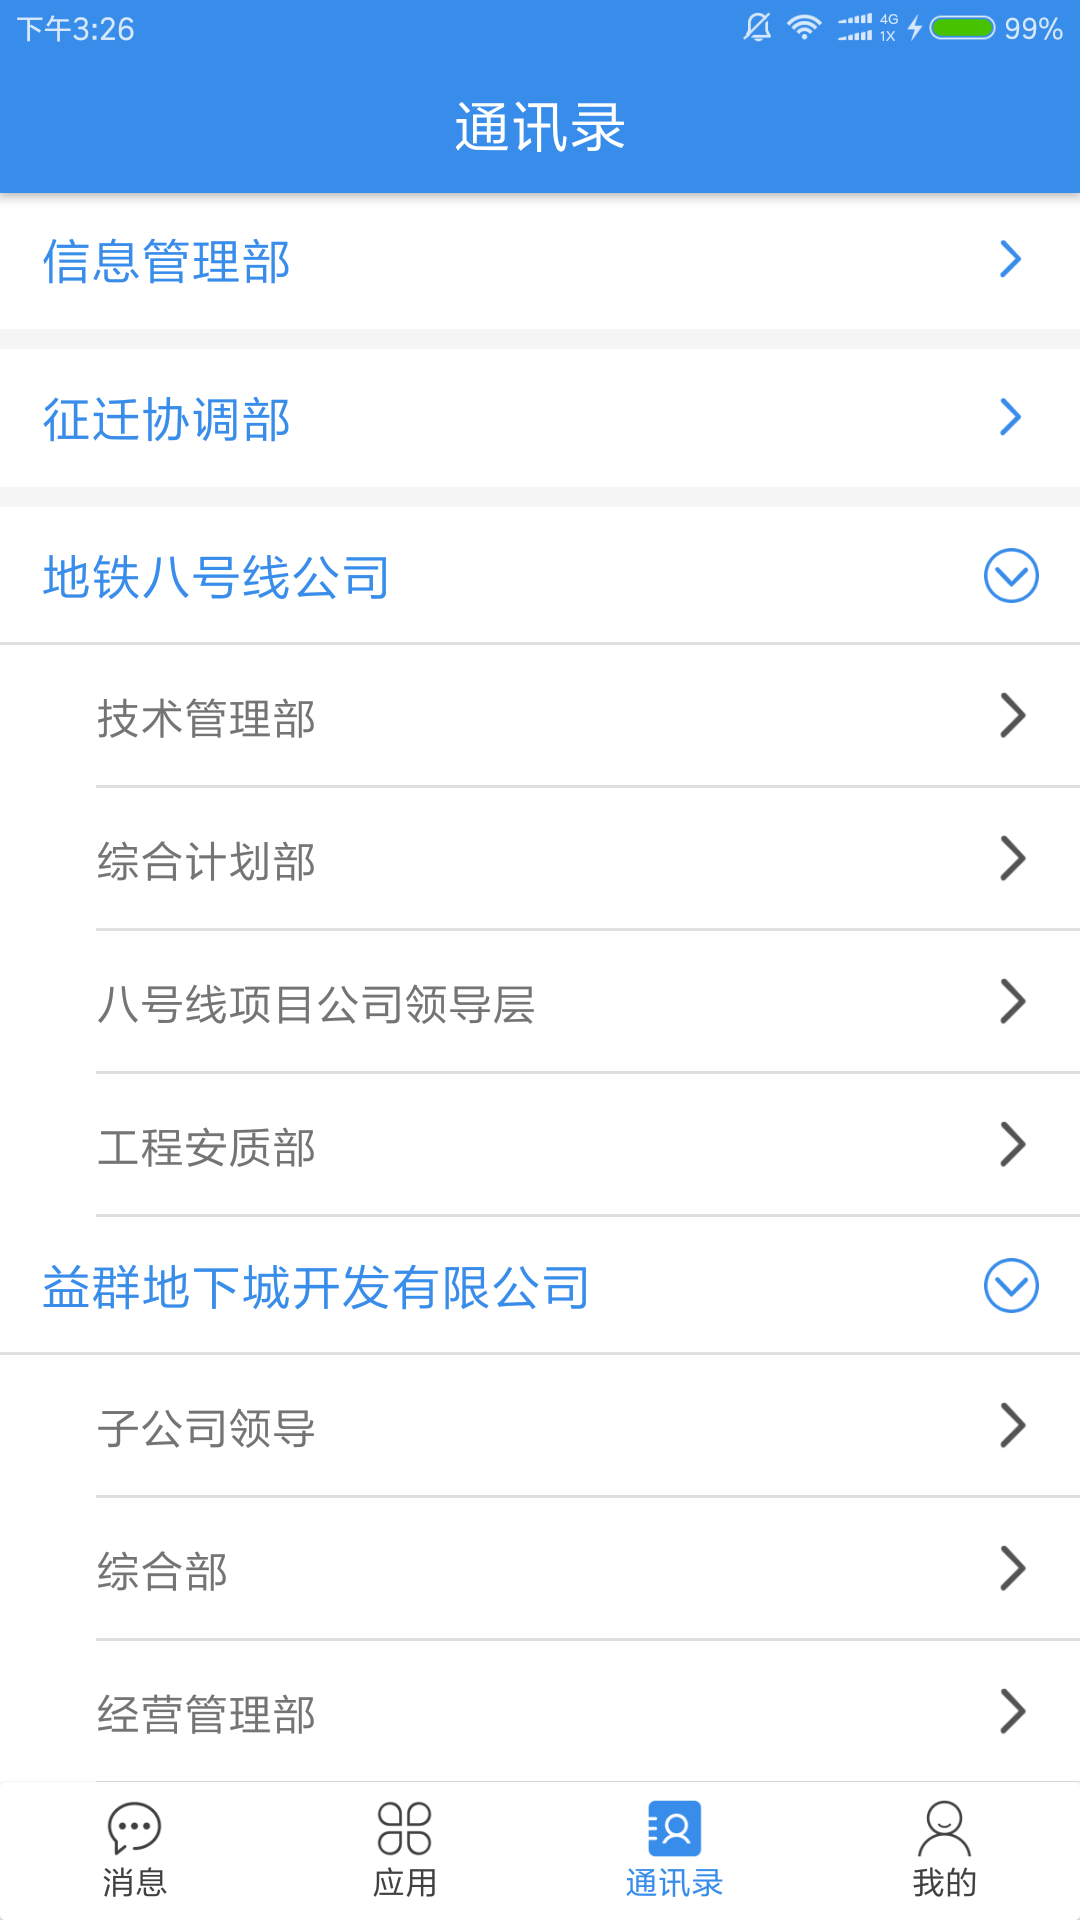 下午3:26 4G 1X 99%
通讯录
信息管理部
征迁协调部
地铁八号线公司
技术管理部
综合计划部
八号线项目公司领导层
工程安质部
益群地下城开发有限公司
子公司领导
综合部
经营管理部
消息 应用 通讯录 我的